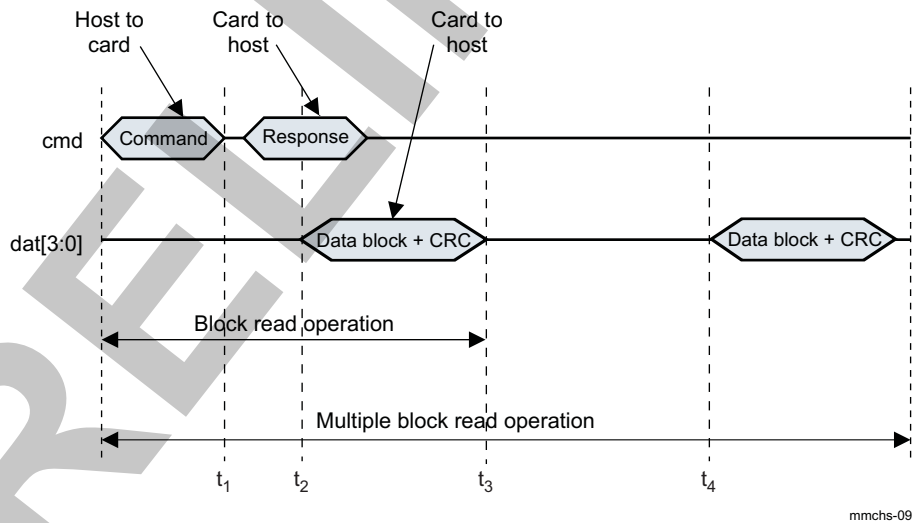 Host to
card
Card to
host
Card to
host
cmd
Command
Response
dat[3:0]
Data block + CRC
Data block + CRC
Block read operation
Multiple block read operation
t1
t2
t3
t4
mmchs-09